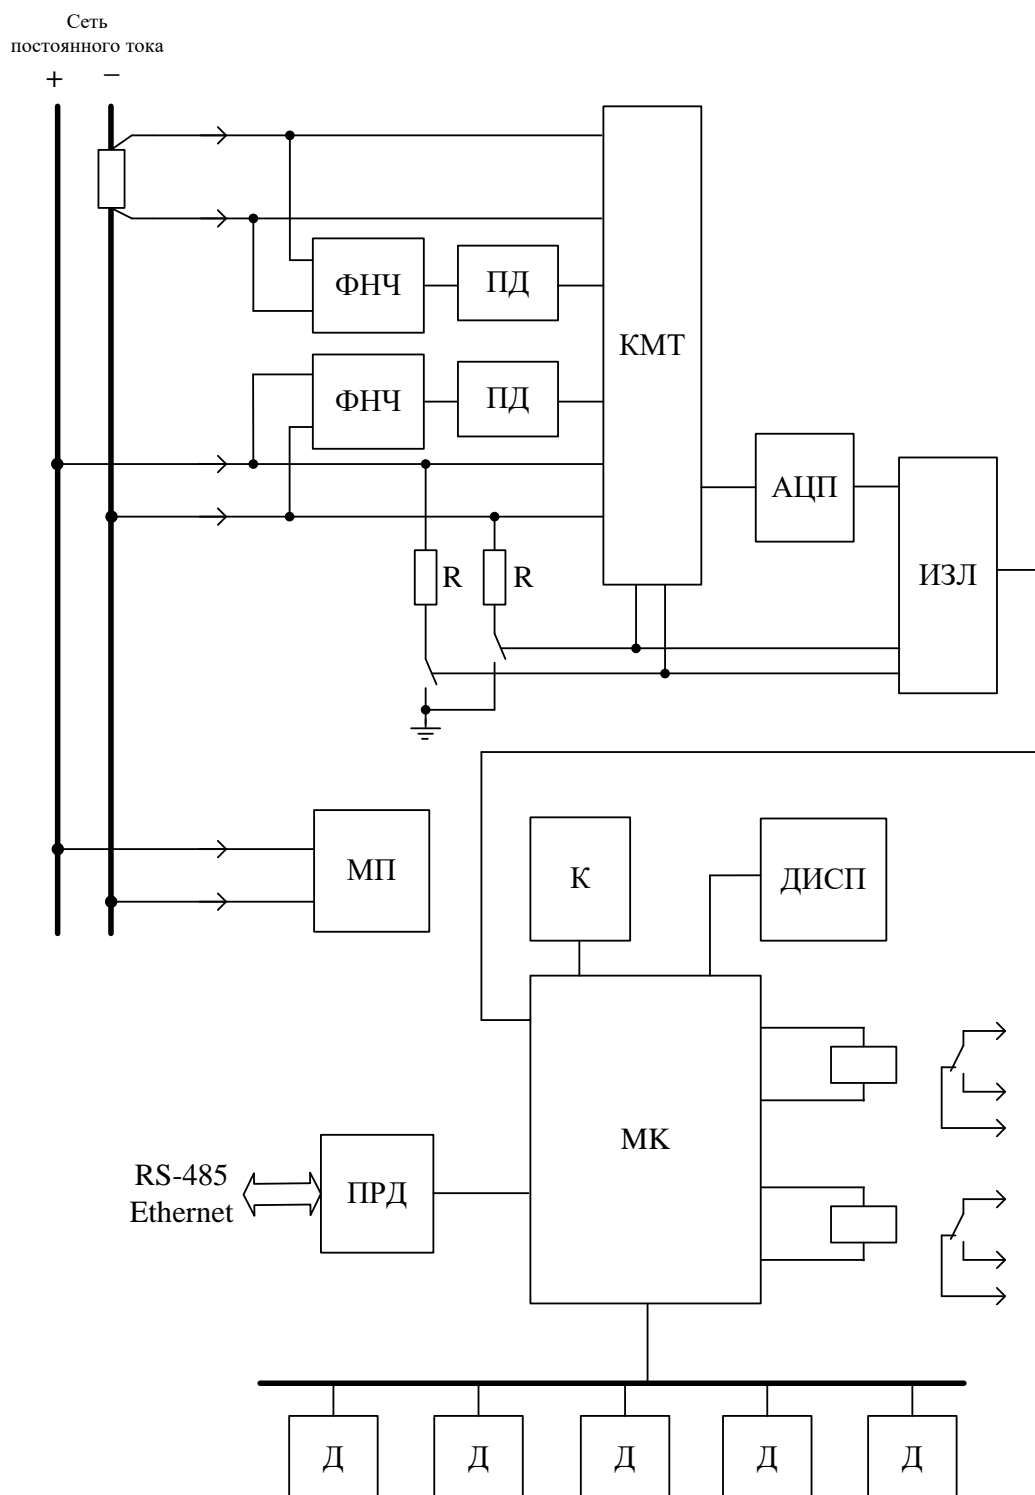 Сеть
постоянного тока
+ −
ФНЧ
ПД
КМТ
ФНЧ
ПД
АЦП
ИЗЛ
R
R
МП
К
ДИСП
МК
RS-485
Ethernet
ПРД
Д
Д
Д
Д
Д